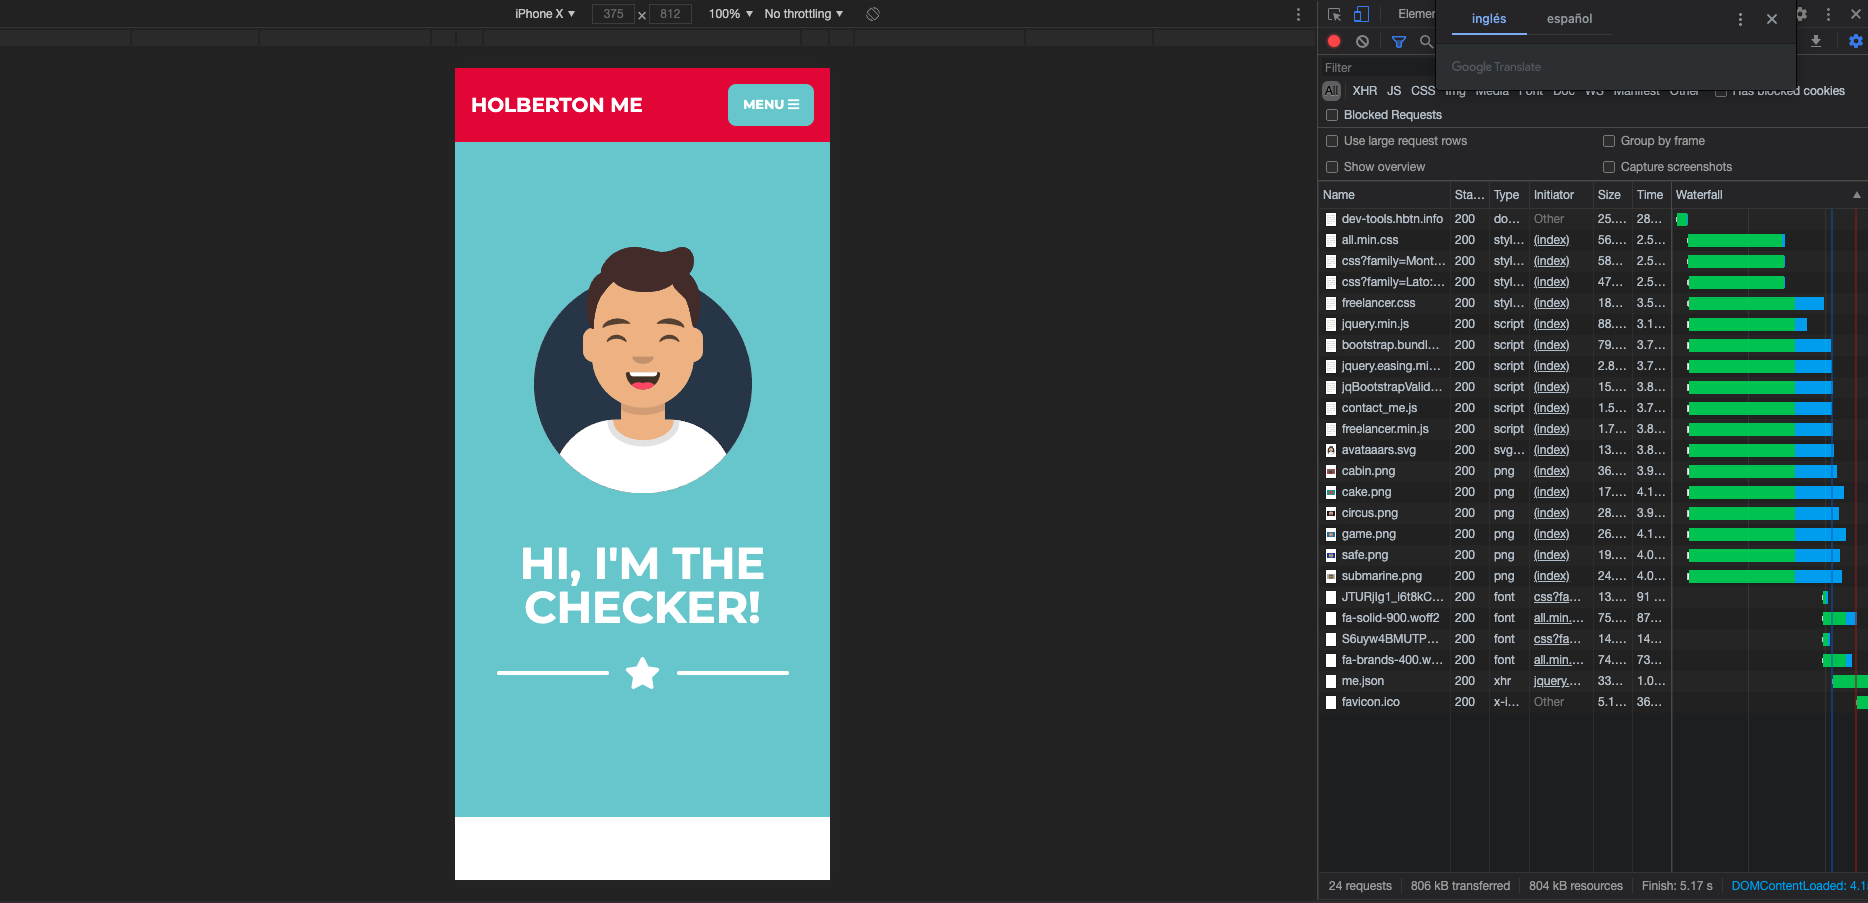 iPhone X ▼ 375 x 812 100% ▼ No throttling ▼
HOLBERTON ME
MENU ☰
HI, I'M THE
CHECKER!
Elemen
inglés español
Google Translate
Filter
All XHR JS CSS Img Media Font Doc WS Manifest Other Has blocked cookies
Blocked Requests
Use large request rows Group by frame
Show overview Capture screenshots
Name Sta... Type Initiator Size Time Waterfall
dev-tools.hbtn.info 200 do... Other 25.... 28...
all.min.css 200 styl... (index) 56.... 2.5...
css?family=Mont... 200 styl... (index) 58... 2.5...
css?family=Lato:... 200 styl... (index) 47... 2.5...
freelancer.css 200 styl... (index) 18... 3.5...
jquery.min.js 200 script (index) 88.... 3.1...
bootstrap.bundl... 200 script (index) 79.... 3.7...
jquery.easing.mi... 200 script (index) 2.8... 3.7...
jqBootstrapValid... 200 script (index) 15.... 3.8...
contact_me.js 200 script (index) 1.5... 3.7...
freelancer.min.js 200 script (index) 1.7... 3.8...
avataaars.svg 200 svg... (index) 13.... 3.8...
cabin.png 200 png (index) 36.... 3.9...
cake.png 200 png (index) 17.... 4.1...
circus.png 200 png (index) 28.... 3.9...
game.png 200 png (index) 26.... 4.1...
safe.png 200 png (index) 19.... 4.0...
submarine.png 200 png (index) 24.... 4.0...
JTURjIg1_i6t8kC... 200 font css?fa... 13.... 91 ...
fa-solid-900.woff2 200 font all.min.... 75.... 87...
S6uyw4BMUTP... 200 font css?fa... 14.... 14...
fa-brands-400.w... 200 font all.min.... 74.... 73...
me.json 200 xhr jquery.... 33... 1.0...
favicon.ico 200 x-i... Other 5.1... 36...
24 requests 806 kB transferred 804 kB resources Finish: 5.17 s DOMContentLoaded: 4.1